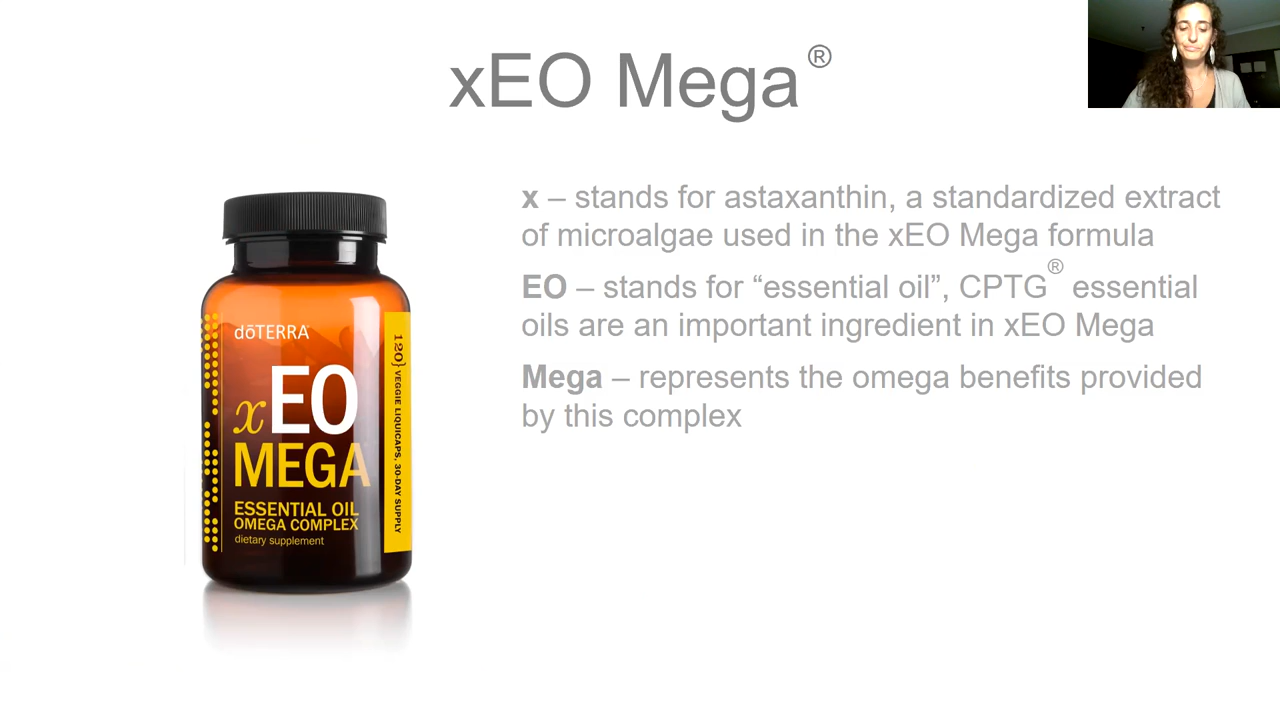 xEO Mega®
x – stands for astaxanthin, a standardized extract
of microalgae used in the xEO Mega formula
EO – stands for “essential oil”, CPTG® essential
oils are an important ingredient in xEO Mega
Mega – represents the omega benefits provided
by this complex
dōTERRA
xEO
MEGA
ESSENTIAL OIL
OMEGA COMPLEX
dietary supplement
120} VEGGIE LIQUICAPS, 30-DAY SUPPLY